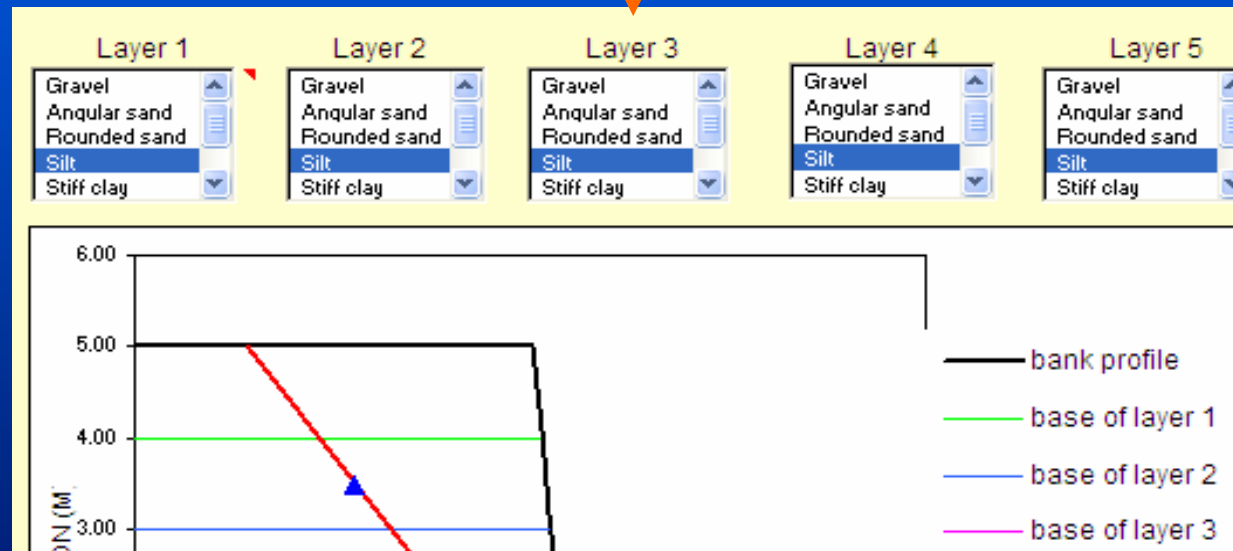 Layer 1 Layer 2 Layer 3 Layer 4 Layer 5
Gravel Gravel Gravel Gravel Gravel
Angular sand Angular sand Angular sand Angular sand Angular sand
Rounded sand Rounded sand Rounded sand Rounded sand Rounded sand
Silt Silt Silt Silt Silt
Stiff clay Stiff clay Stiff clay Stiff clay Stiff clay
6.00
5.00
bank profile
base of layer 1
4.00
base of layer 2
3.00
base of layer 3